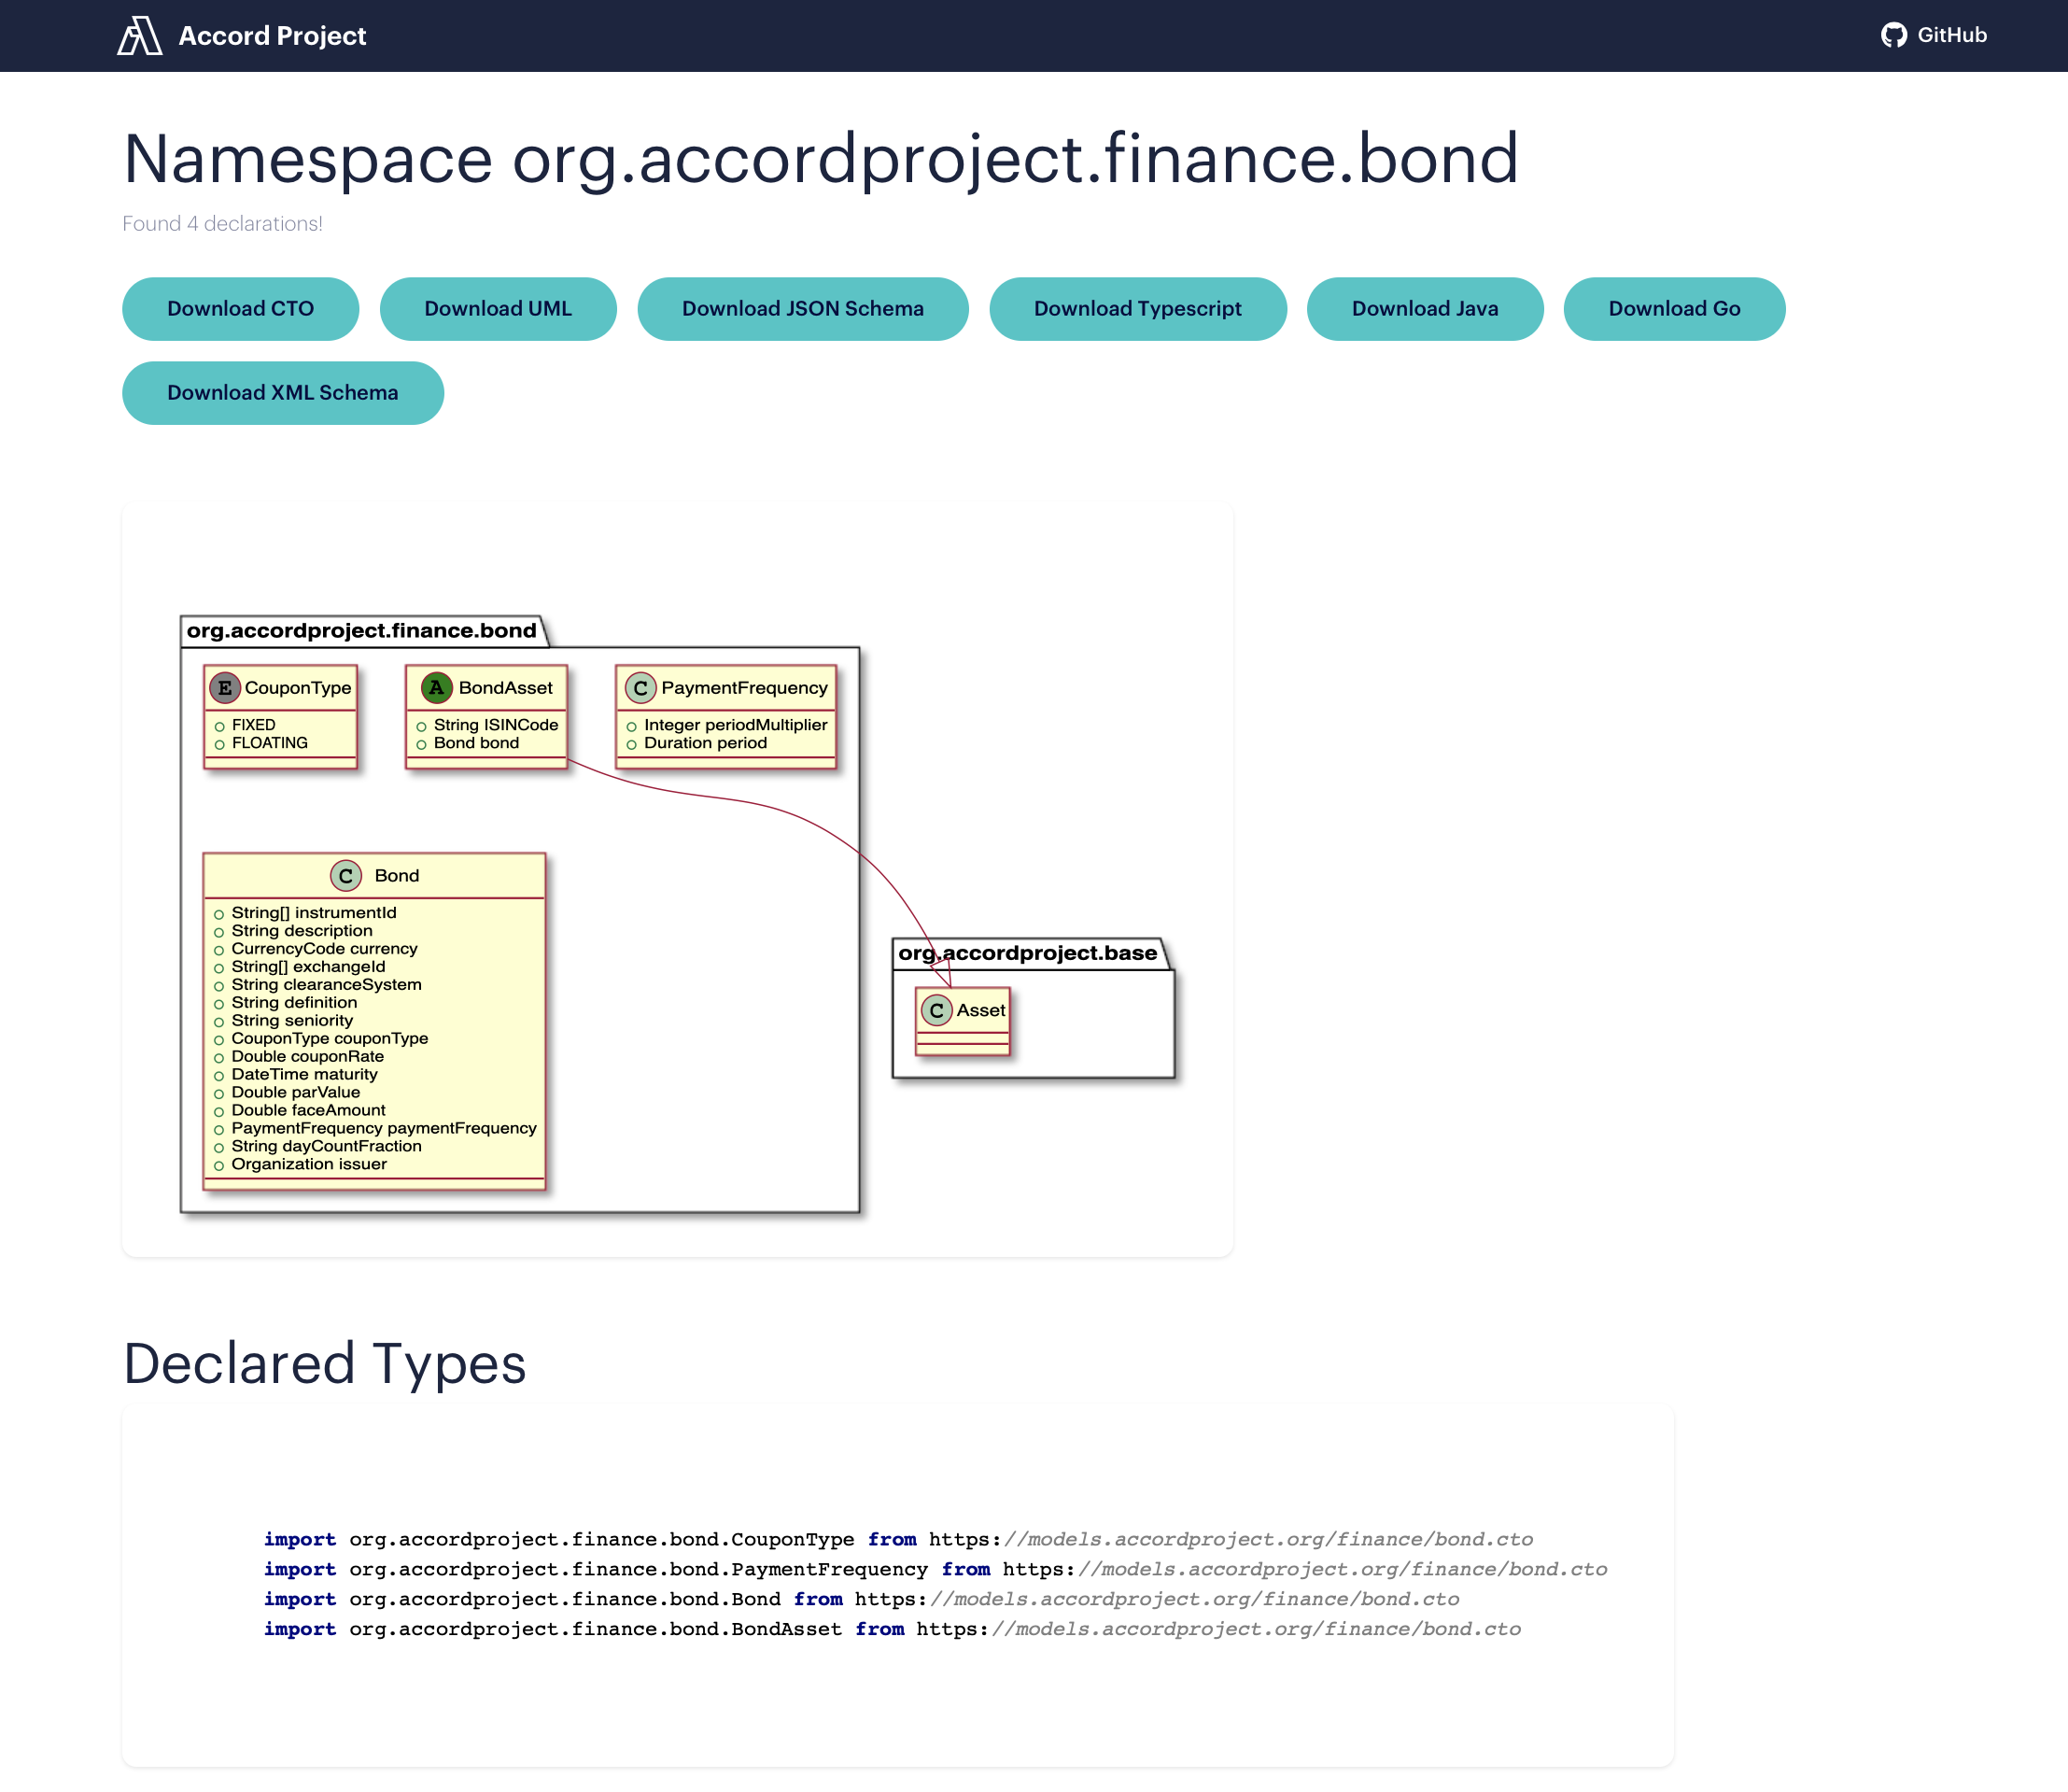 Accord Project
GitHub
Namespace org.accordproject.finance.bond
Found 4 declarations!
Download CTO
Download UML
Download JSON Schema
Download Typescript
Download Java
Download Go
Download XML Schema
org.accordproject.finance.bond
E CouponType
FIXED
FLOATING
A BondAsset
String ISINCode
Bond bond
C PaymentFrequency
Integer periodMultiplier
Duration period
C Bond
String[] instrumentId
String description
CurrencyCode currency
String[] exchangeId
String clearanceSystem
String definition
String seniority
CouponType couponType
Double couponRate
DateTime maturity
Double parValue
Double faceAmount
PaymentFrequency paymentFrequency
String dayCountFraction
Organization issuer
org.accordproject.base
C Asset
Declared Types
import org.accordproject.finance.bond.CouponType from https://models.accordproject.org/finance/bond.cto
import org.accordproject.finance.bond.PaymentFrequency from https://models.accordproject.org/finance/bond.cto
import org.accordproject.finance.bond.Bond from https://models.accordproject.org/finance/bond.cto
import org.accordproject.finance.bond.BondAsset from https://models.accordproject.org/finance/bond.cto